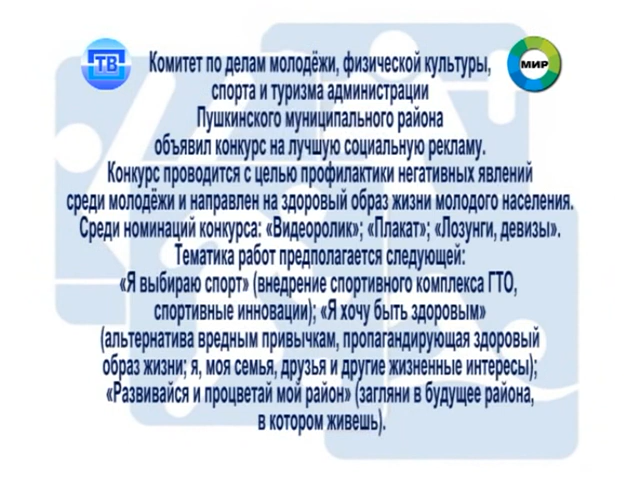 ТВ
МИР
Комитет по делам молодёжи, физической культуры,
спорта и туризма администрации
Пушкинского муниципального района
объявил конкурс на лучшую социальную рекламу.
Конкурс проводится с целью профилактики негативных явлений
среди молодёжи и направлен на здоровый образ жизни молодого населения.
Среди номинаций конкурса: «Видеоролик»; «Плакат»; «Лозунги, девизы».
Тематика работ предполагается следующей:
«Я выбираю спорт» (внедрение спортивного комплекса ГТО,
спортивные инновации); «Я хочу быть здоровым»
(альтернатива вредным привычкам, пропагандирующая здоровый
образ жизни; я, моя семья, друзья и другие жизненные интересы);
«Развивайся и процветай мой район» (загляни в будущее района,
в котором живешь).